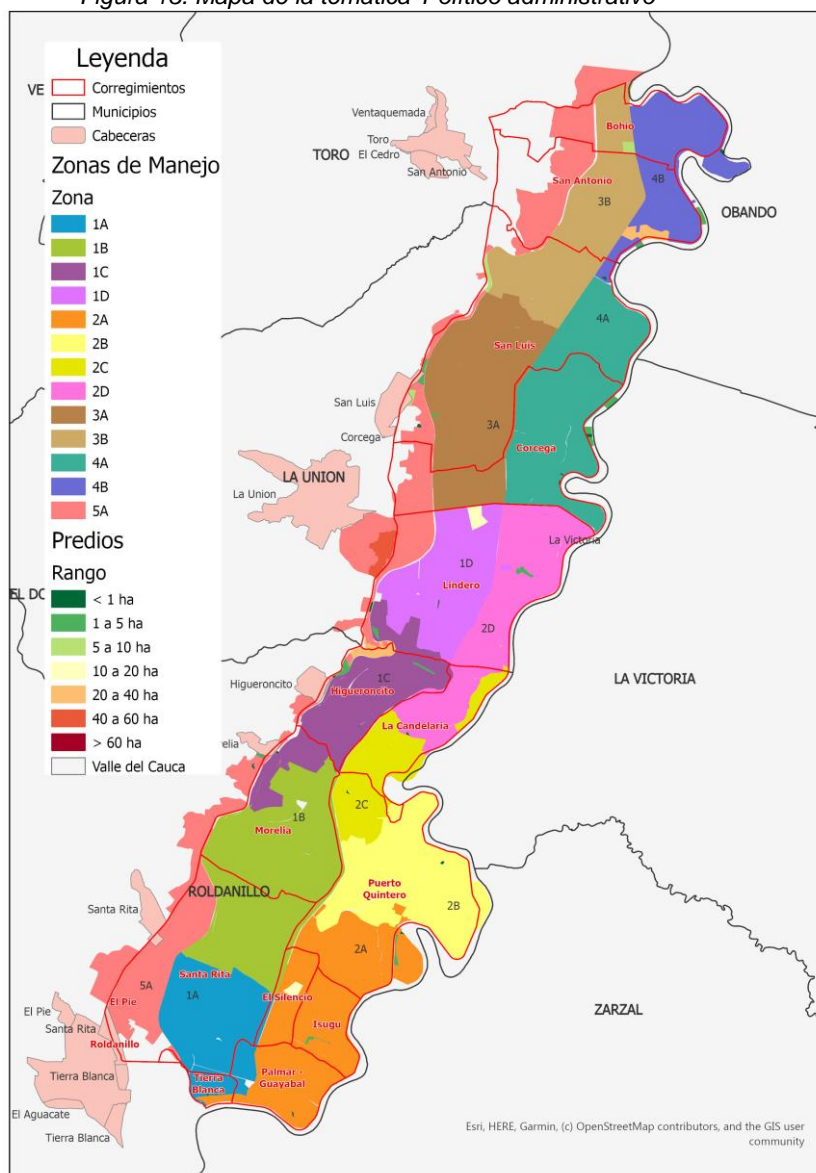 Figura 18. Mapa de la temática Político administrativo
Leyenda
Corregimientos
Municipios
Cabeceras
Zonas de Manejo
Zona
1A
1B
1C
1D
2A
2B
2C
2D
3A
3B
4A
4B
5A
Predios
Rango
< 1 ha
1 a 5 ha
5 a 10 ha
10 a 20 ha
20 a 40 ha
40 a 60 ha
> 60 ha
Valle del Cauca
VE
Ventaquemada
Toro
TORO
El Cedro
San Antonio
Bohio
San Antonio
4B
3B
OBANDO
4A
San Luis
San Luis
3A
Corcega
Corcega
LA UNION
La Union
La Victoria
1D
Lindero
EL DO
2D
1C
Higueroncito
Higueroncito
LA VICTORIA
La Candelaria
relia
2C
1B
Morelia
Puerto
Quintero
ROLDANILLO
2B
Santa Rita
2A
Santa Rita
5A
1A
El Silencio
El Pie
El Pie
ZARZAL
Santa Rita
Isugu
Roldanillo
Tierra Blanca
Tierra
Blanca
Palmar -
Guayabal
El Aguacate
Tierra Blanca
Esri, HERE, Garmin, (c) OpenStreetMap contributors, and the GIS user
community